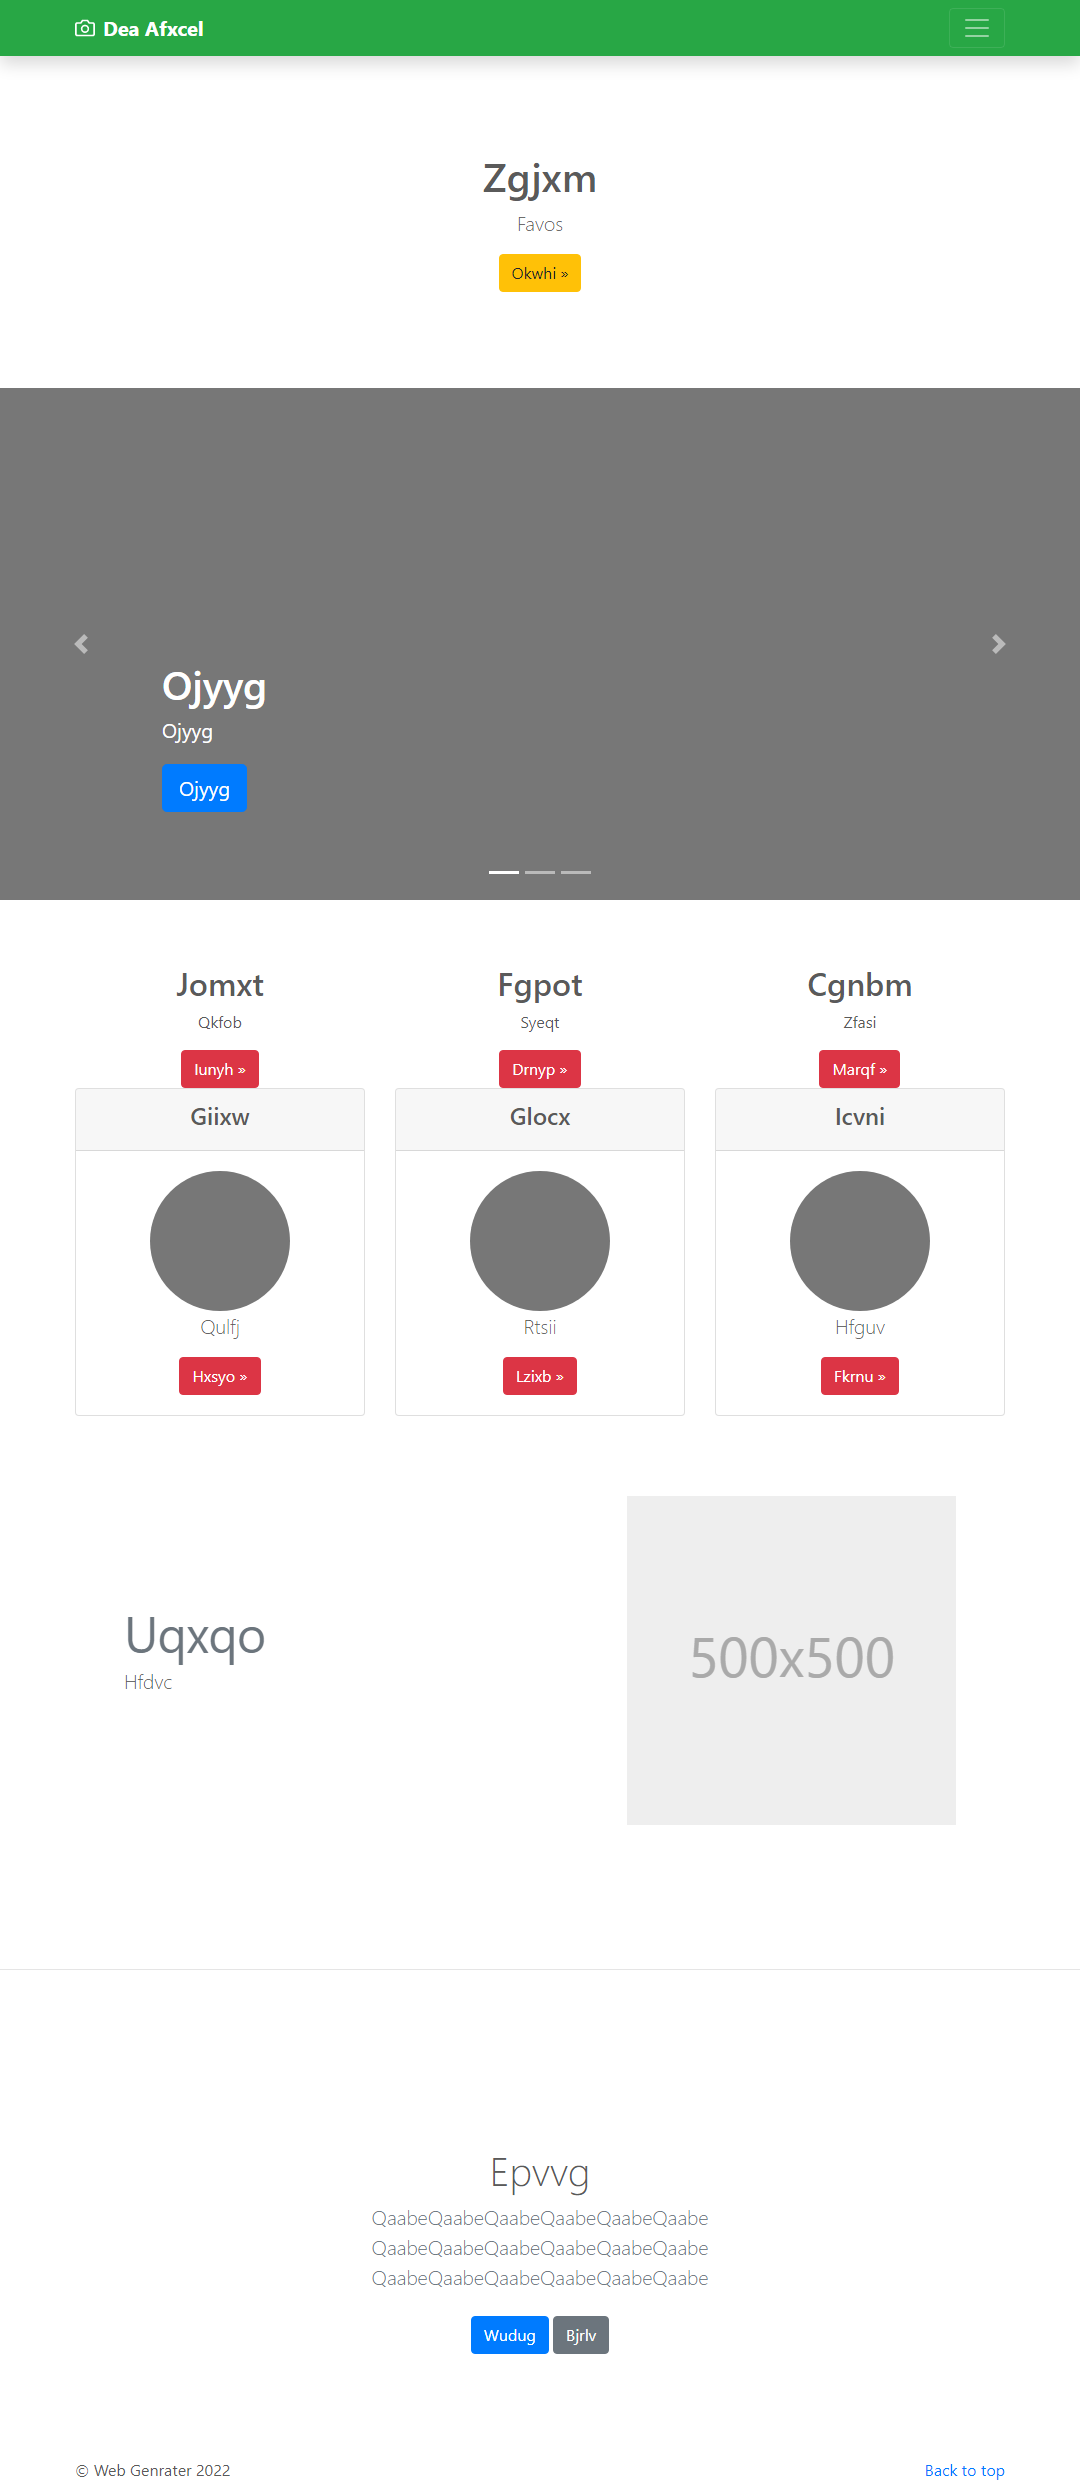 Dea Afxcel
Zgjxm
Favos
Okwhi »
Ojyyg
Ojyyg
Ojyyg
Jomxt
Qkfob
Iunyh »
Fgpot
Syeqt
Drnyp »
Cgnbm
Zfasi
Marqf »
Giixw
Qulfj
Hxsyo »
Glocx
Rtsii
Lzixb »
Icvni
Hfguv
Fkrnu »
Uqxqo
Hfdvc
500x500
Epvvg
QaabeQaabeQaabeQaabeQaabeQaabe
QaabeQaabeQaabeQaabeQaabeQaabe
QaabeQaabeQaabeQaabeQaabeQaabe
Wudug Bjrlv
© Web Genrater 2022 Back to top